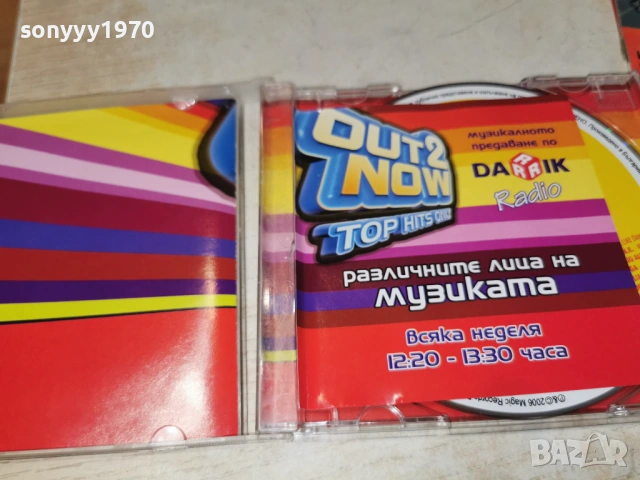 sonyyy1970
OUT2
NOW
TOP HITS ONLY
музикалното
предаване по
DARIK
Radio
различните лица на
музиката
Всяка неделя
12:20 - 13:30 часа
℗&©2006 Magic Records
BAZAR